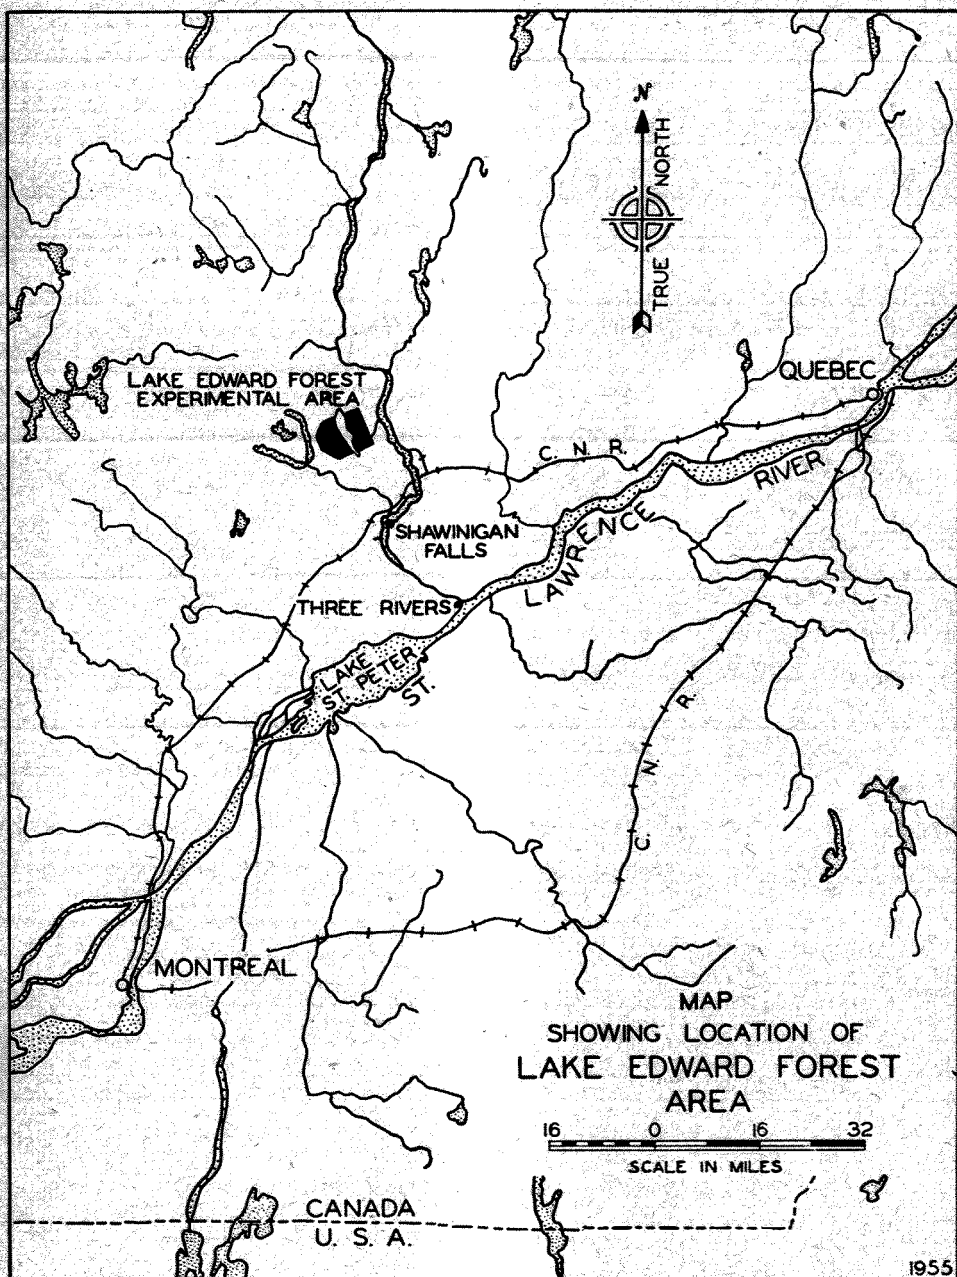 N
TRUE NORTH
QUEBEC
LAKE EDWARD FOREST
EXPERIMENTAL AREA
C. N. R.
RIVER
SHAWINIGAN
FALLS
LAWRENCE
THREE RIVERS
LAKE
ST. PETER
ST.
C. N. R.
MONTREAL
MAP
SHOWING LOCATION OF
LAKE EDWARD FOREST
AREA
16 0 16 32
SCALE IN MILES
CANADA
U. S. A.
1955